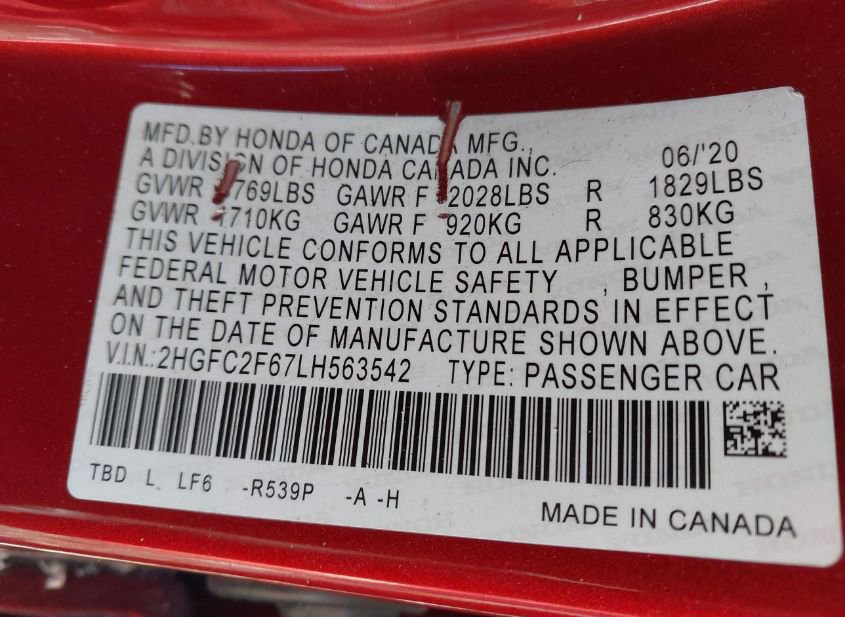 MFD.BY HONDA OF CANADA MFG.,
A DIVISION OF HONDA CANADA INC. 06/'20
GVWR 3769LBS GAWR F 2028LBS R 1829LBS
GVWR 1710KG GAWR F 920KG R 830KG
THIS VEHICLE CONFORMS TO ALL APPLICABLE
FEDERAL MOTOR VEHICLE SAFETY , BUMPER ,
AND THEFT PREVENTION STANDARDS IN EFFECT
ON THE DATE OF MANUFACTURE SHOWN ABOVE.
V.I.N.:2HGFC2F67LH563542 TYPE: PASSENGER CAR
TBD L LF6 -R539P -A -H
MADE IN CANADA